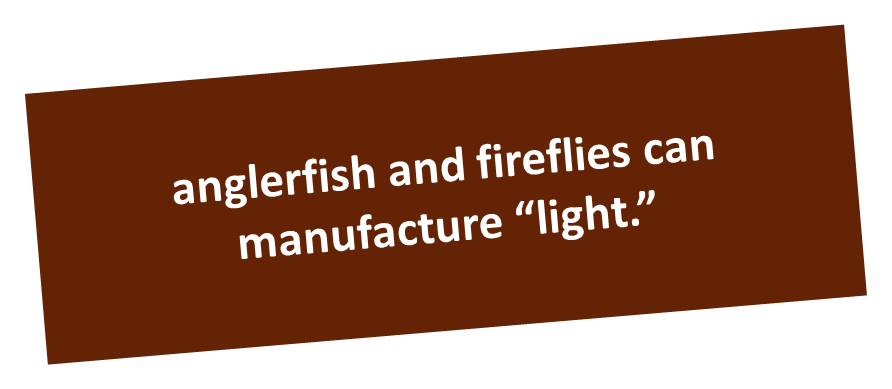 anglerfish and fireflies can
manufacture “light.”